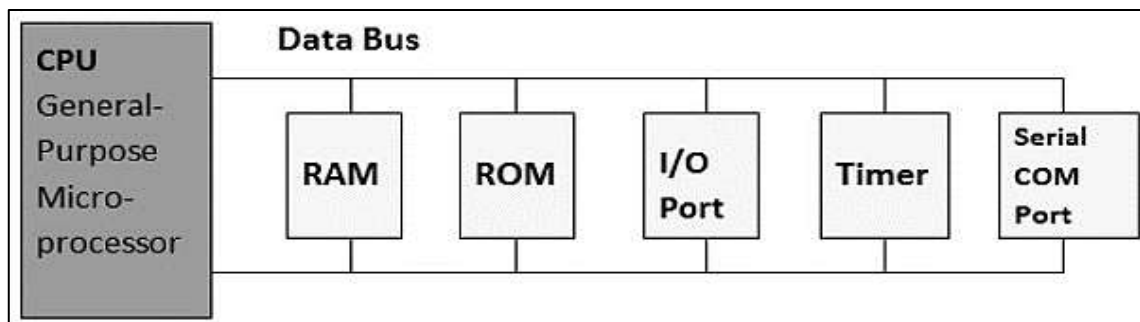 Data Bus
CPU
General-
Purpose
Micro-
processor
RAM
ROM
I/O
Port
Timer
Serial
COM
Port